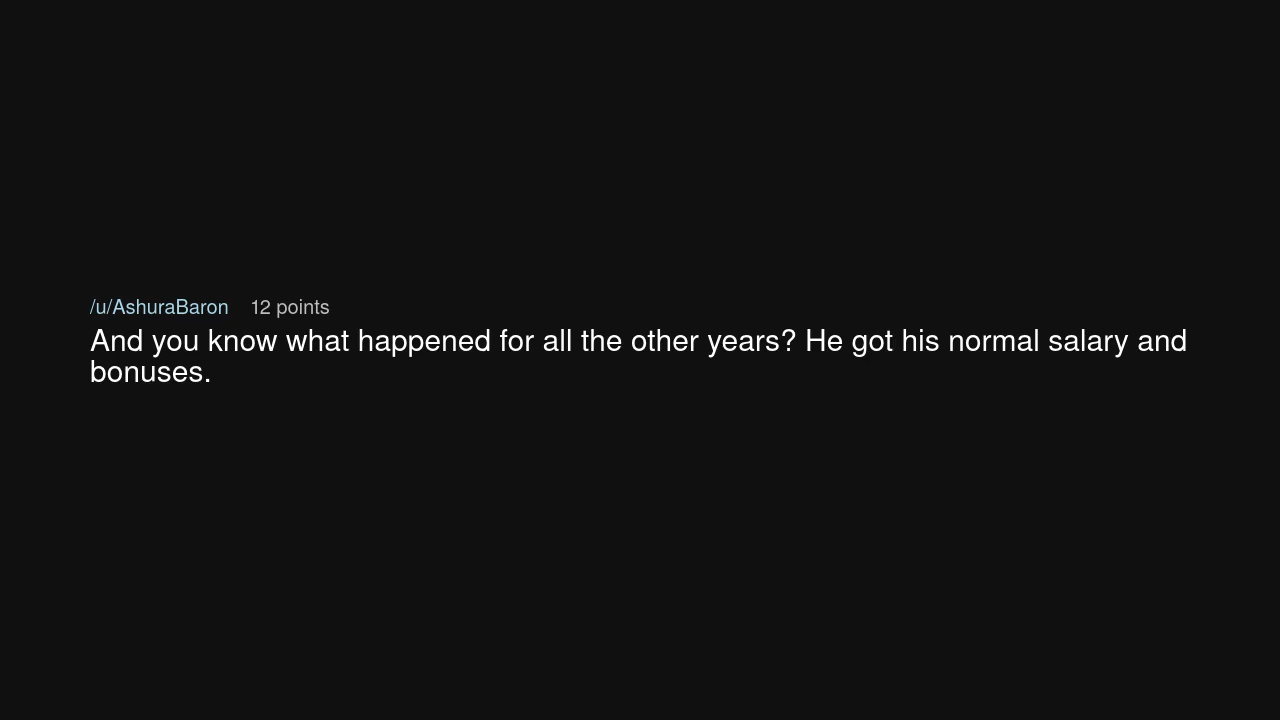 /u/AshuraBaron 12 points
And you know what happened for all the other years? He got his normal salary and
bonuses.